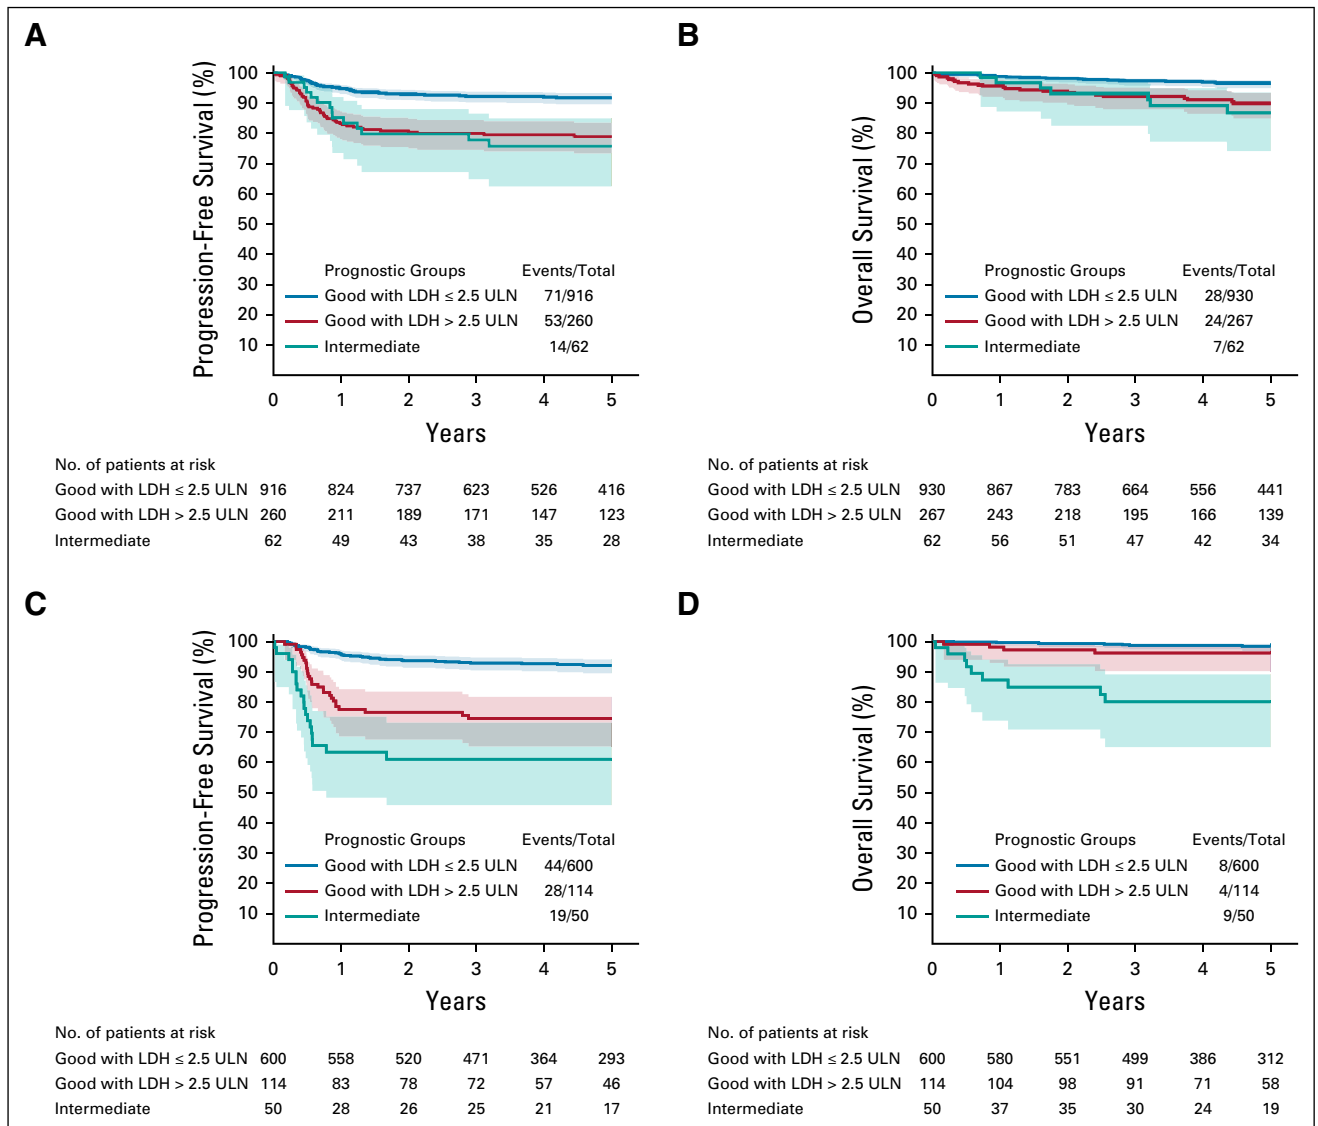 A
Progression-Free Survival (%)
100
90
80
70
60
50
40
30
20
10
Prognostic Groups Events/Total
Good with LDH ≤ 2.5 ULN 71/916
Good with LDH > 2.5 ULN 53/260
Intermediate 14/62
0 1 2 3 4 5
Years
No. of patients at risk
Good with LDH ≤ 2.5 ULN 916 824 737 623 526 416
Good with LDH > 2.5 ULN 260 211 189 171 147 123
Intermediate 62 49 43 38 35 28
B
Overall Survival (%)
100
90
80
70
60
50
40
30
20
10
Prognostic Groups Events/Total
Good with LDH ≤ 2.5 ULN 28/930
Good with LDH > 2.5 ULN 24/267
Intermediate 7/62
0 1 2 3 4 5
Years
No. of patients at risk
Good with LDH ≤ 2.5 ULN 930 867 783 664 556 441
Good with LDH > 2.5 ULN 267 243 218 195 166 139
Intermediate 62 56 51 47 42 34
C
Progression-Free Survival (%)
100
90
80
70
60
50
40
30
20
10
Prognostic Groups Events/Total
Good with LDH ≤ 2.5 ULN 44/600
Good with LDH > 2.5 ULN 28/114
Intermediate 19/50
0 1 2 3 4 5
Years
No. of patients at risk
Good with LDH ≤ 2.5 ULN 600 558 520 471 364 293
Good with LDH > 2.5 ULN 114 83 78 72 57 46
Intermediate 50 28 26 25 21 17
D
Overall Survival (%)
100
90
80
70
60
50
40
30
20
10
Prognostic Groups Events/Total
Good with LDH ≤ 2.5 ULN 8/600
Good with LDH > 2.5 ULN 4/114
Intermediate 9/50
0 1 2 3 4 5
Years
No. of patients at risk
Good with LDH ≤ 2.5 ULN 600 580 551 499 386 312
Good with LDH > 2.5 ULN 114 104 98 91 71 58
Intermediate 50 37 35 30 24 19